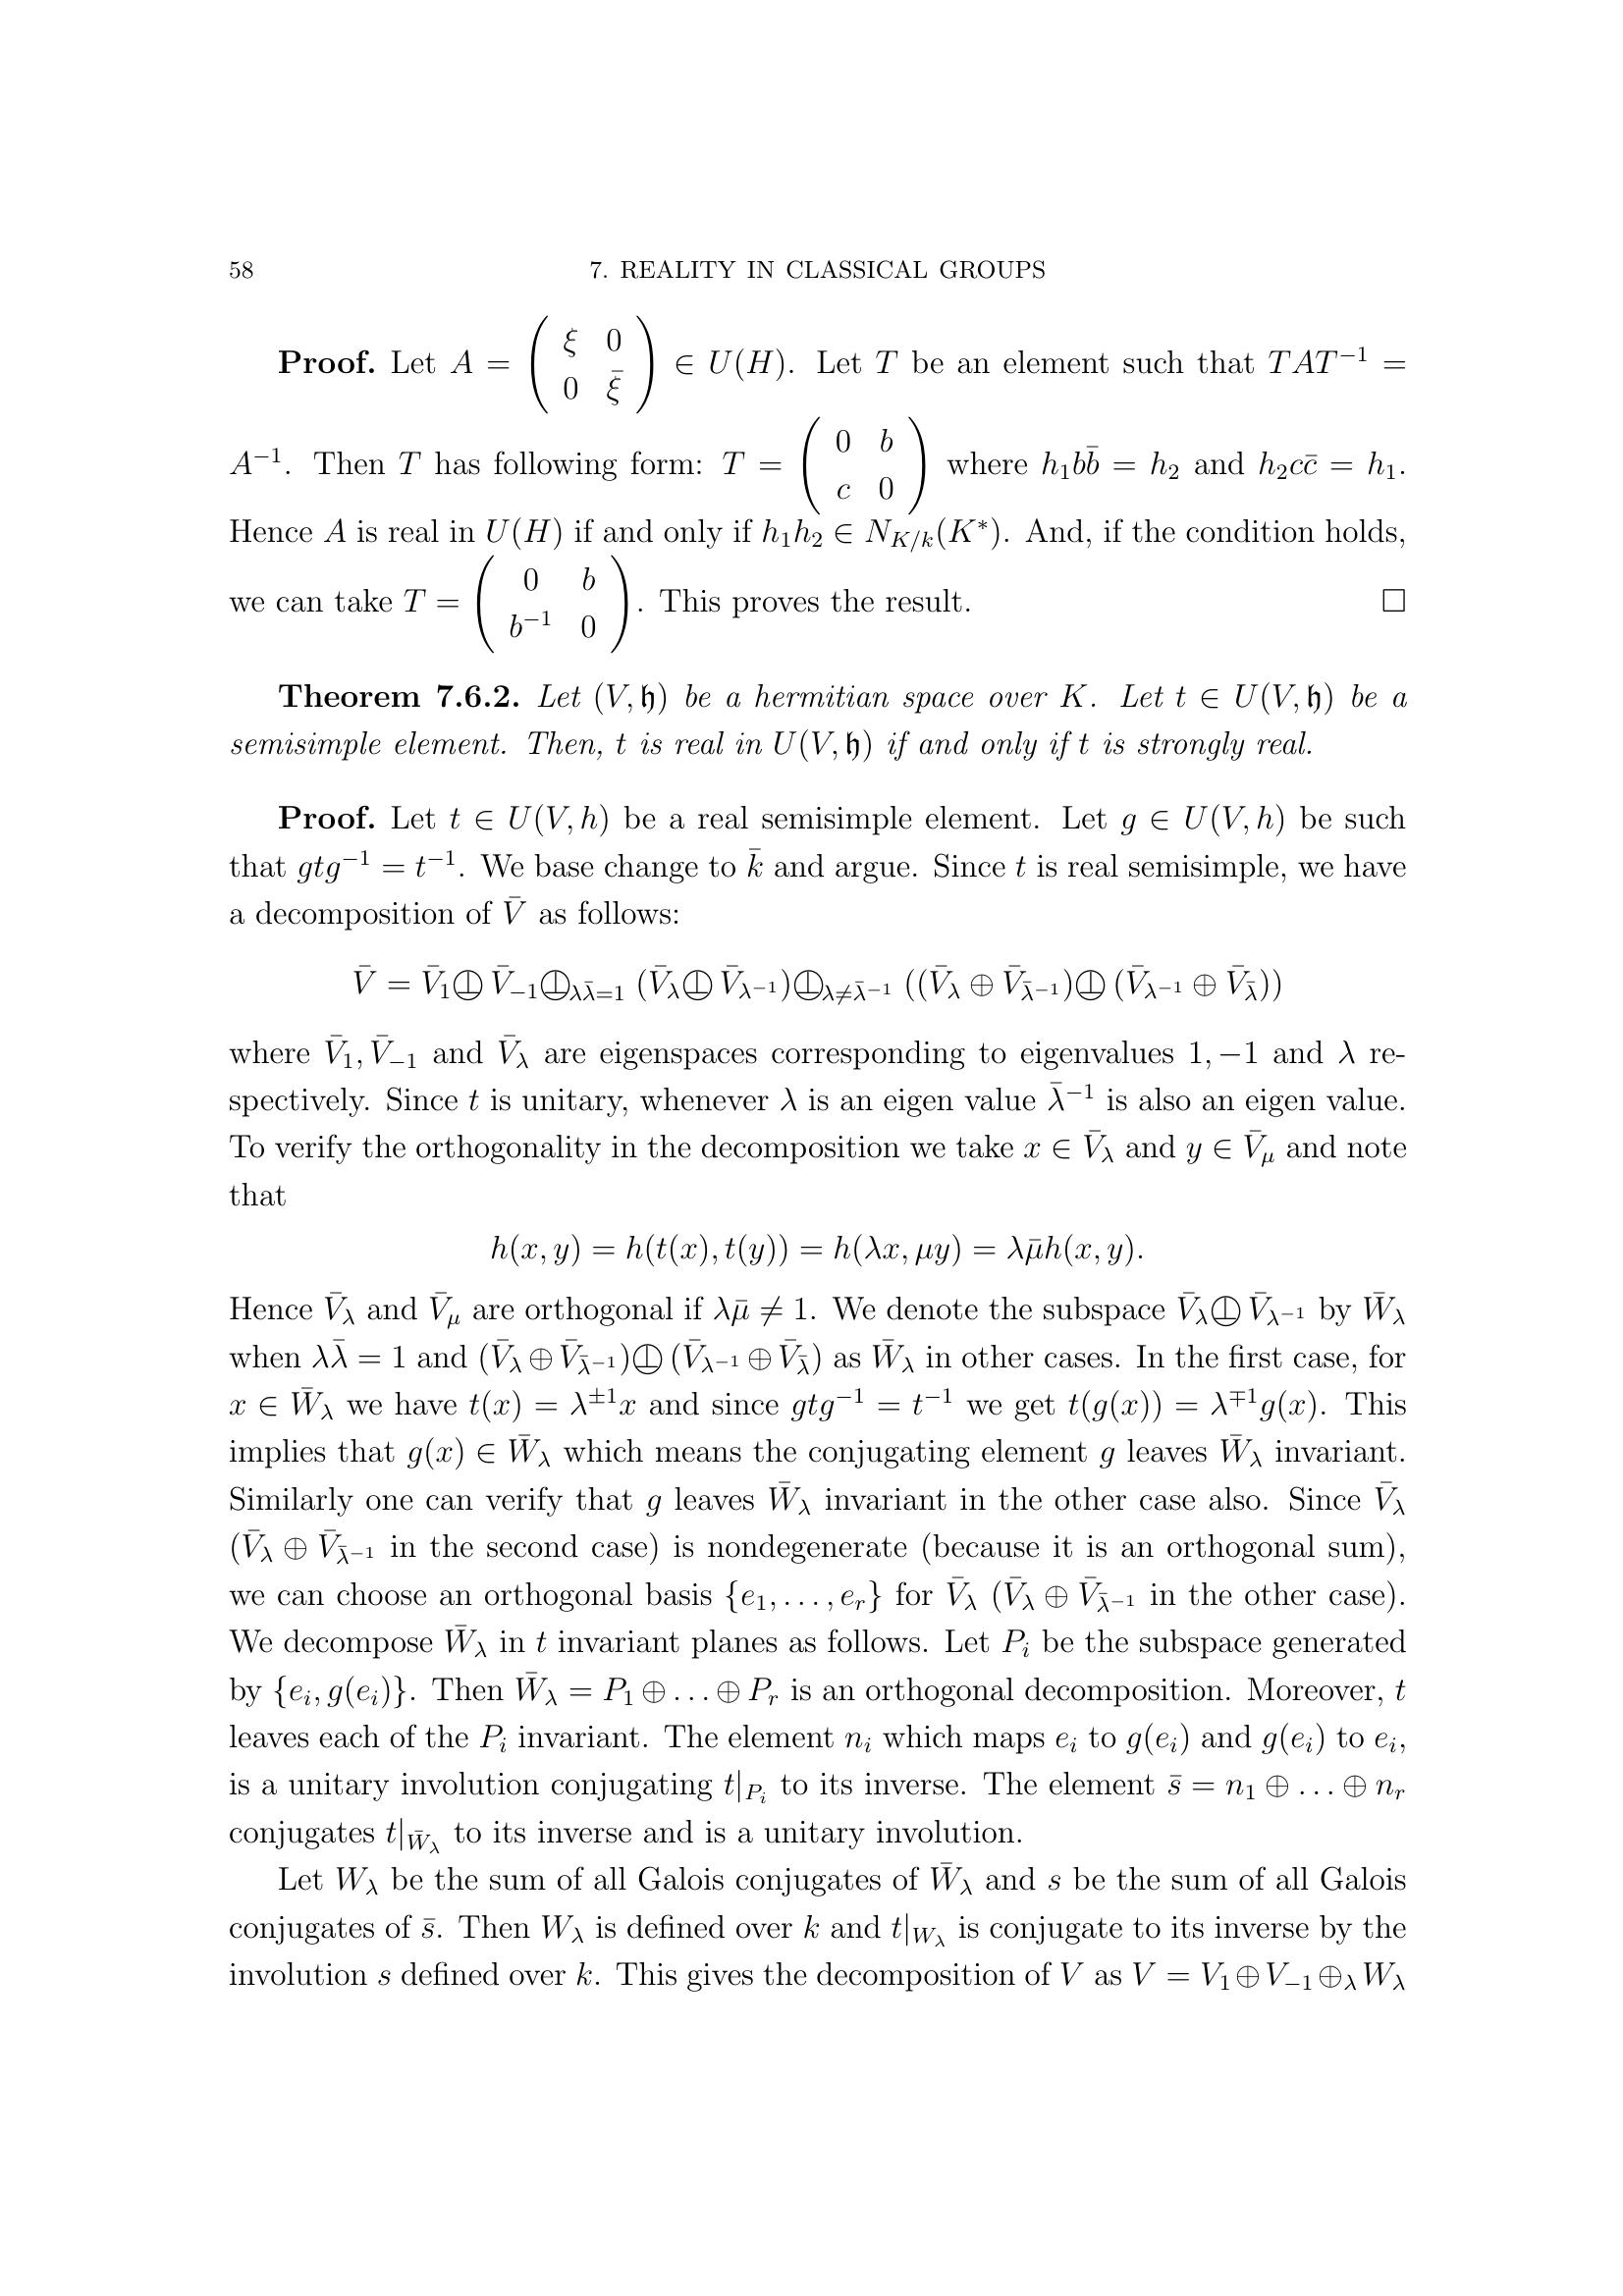 58 7. REALITY IN CLASSICAL GROUPS
Proof. Let $A = \begin{pmatrix} \xi & 0 \\ 0 & \bar{\xi} \end{pmatrix} \in U(H)$. Let $T$ be an element such that $TAT^{-1} =$
$A^{-1}$. Then $T$ has following form: $T = \begin{pmatrix} 0 & b \\ c & 0 \end{pmatrix}$ where $h_1 b\bar{b} = h_2$ and $h_2 c\bar{c} = h_1$.
Hence $A$ is real in $U(H)$ if and only if $h_1 h_2 \in N_{K/k}(K^*)$. And, if the condition holds,
we can take $T = \begin{pmatrix} 0 & b \\ b^{-1} & 0 \end{pmatrix}$. This proves the result. □
Theorem 7.6.2. Let $(V, \mathfrak{h})$ be a hermitian space over $K$. Let $t \in U(V, \mathfrak{h})$ be a
semisimple element. Then, $t$ is real in $U(V, \mathfrak{h})$ if and only if $t$ is strongly real.
Proof. Let $t \in U(V, h)$ be a real semisimple element. Let $g \in U(V, h)$ be such
that $gtg^{-1} = t^{-1}$. We base change to $\bar{k}$ and argue. Since $t$ is real semisimple, we have
a decomposition of $\bar{V}$ as follows:
$\bar{V} = \bar{V}_1 ⦹ \bar{V}_{-1} ⦹_{\lambda\bar{\lambda}=1} (\bar{V}_\lambda ⦹ \bar{V}_{\lambda^{-1}}) ⦹_{\lambda \neq \bar{\lambda}^{-1}} ((\bar{V}_\lambda \oplus \bar{V}_{\bar{\lambda}^{-1}}) ⦹ (\bar{V}_{\lambda^{-1}} \oplus \bar{V}_{\bar{\lambda}}))$
where $\bar{V}_1, \bar{V}_{-1}$ and $\bar{V}_\lambda$ are eigenspaces corresponding to eigenvalues $1, -1$ and $\lambda$ re-
spectively. Since $t$ is unitary, whenever $\lambda$ is an eigen value $\bar{\lambda}^{-1}$ is also an eigen value.
To verify the orthogonality in the decomposition we take $x \in \bar{V}_\lambda$ and $y \in \bar{V}_\mu$ and note
that
$h(x, y) = h(t(x), t(y)) = h(\lambda x, \mu y) = \lambda\bar{\mu}h(x, y).$
Hence $\bar{V}_\lambda$ and $\bar{V}_\mu$ are orthogonal if $\lambda\bar{\mu} \neq 1$. We denote the subspace $\bar{V}_\lambda ⦹ \bar{V}_{\lambda^{-1}}$ by $\bar{W}_\lambda$
when $\lambda\bar{\lambda} = 1$ and $(\bar{V}_\lambda \oplus \bar{V}_{\bar{\lambda}^{-1}}) ⦹ (\bar{V}_{\lambda^{-1}} \oplus \bar{V}_{\bar{\lambda}})$ as $\bar{W}_\lambda$ in other cases. In the first case, for
$x \in \bar{W}_\lambda$ we have $t(x) = \lambda^{\pm 1}x$ and since $gtg^{-1} = t^{-1}$ we get $t(g(x)) = \lambda^{\mp 1}g(x)$. This
implies that $g(x) \in \bar{W}_\lambda$ which means the conjugating element $g$ leaves $\bar{W}_\lambda$ invariant.
Similarly one can verify that $g$ leaves $\bar{W}_\lambda$ invariant in the other case also. Since $\bar{V}_\lambda$
($\bar{V}_\lambda \oplus \bar{V}_{\bar{\lambda}^{-1}}$ in the second case) is nondegenerate (because it is an orthogonal sum),
we can choose an orthogonal basis $\{e_1, \ldots, e_r\}$ for $\bar{V}_\lambda$ ($\bar{V}_\lambda \oplus \bar{V}_{\bar{\lambda}^{-1}}$ in the other case).
We decompose $\bar{W}_\lambda$ in $t$ invariant planes as follows. Let $P_i$ be the subspace generated
by $\{e_i, g(e_i)\}$. Then $\bar{W}_\lambda = P_1 \oplus \ldots \oplus P_r$ is an orthogonal decomposition. Moreover, $t$
leaves each of the $P_i$ invariant. The element $n_i$ which maps $e_i$ to $g(e_i)$ and $g(e_i)$ to $e_i$,
is a unitary involution conjugating $t|_{P_i}$ to its inverse. The element $\bar{s} = n_1 \oplus \ldots \oplus n_r$
conjugates $t|_{\bar{W}_\lambda}$ to its inverse and is a unitary involution.
Let $W_\lambda$ be the sum of all Galois conjugates of $\bar{W}_\lambda$ and $s$ be the sum of all Galois
conjugates of $\bar{s}$. Then $W_\lambda$ is defined over $k$ and $t|_{W_\lambda}$ is conjugate to its inverse by the
involution $s$ defined over $k$. This gives the decomposition of $V$ as $V = V_1 \oplus V_{-1} \oplus_\lambda W_\lambda$